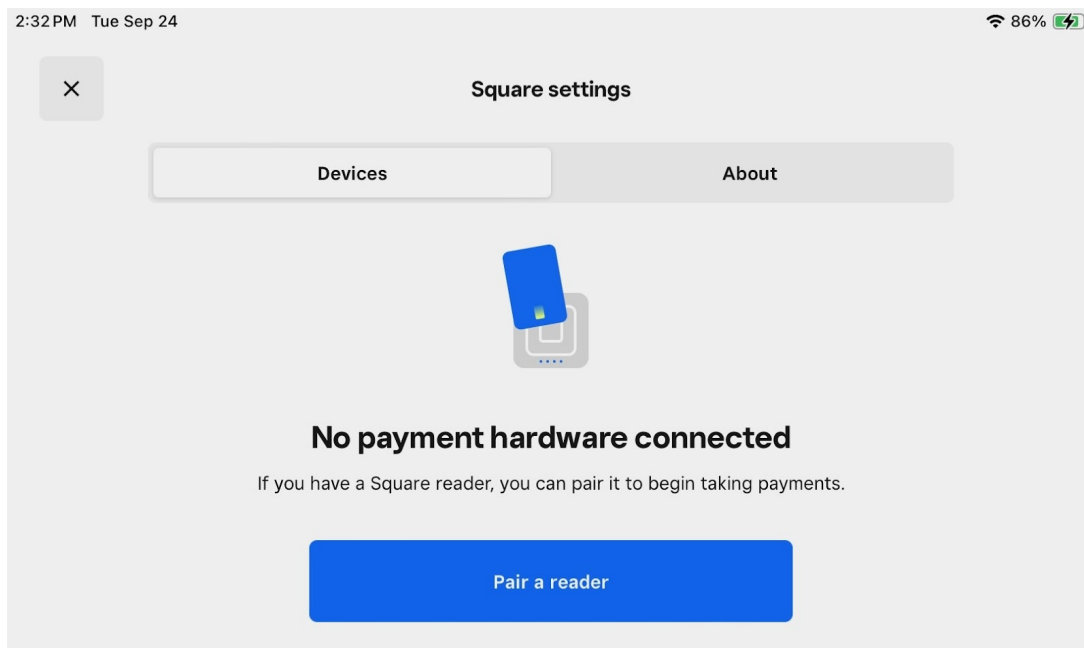 2:32 PM Tue Sep 24 86%
Square settings
Devices About
No payment hardware connected
If you have a Square reader, you can pair it to begin taking payments.
Pair a reader